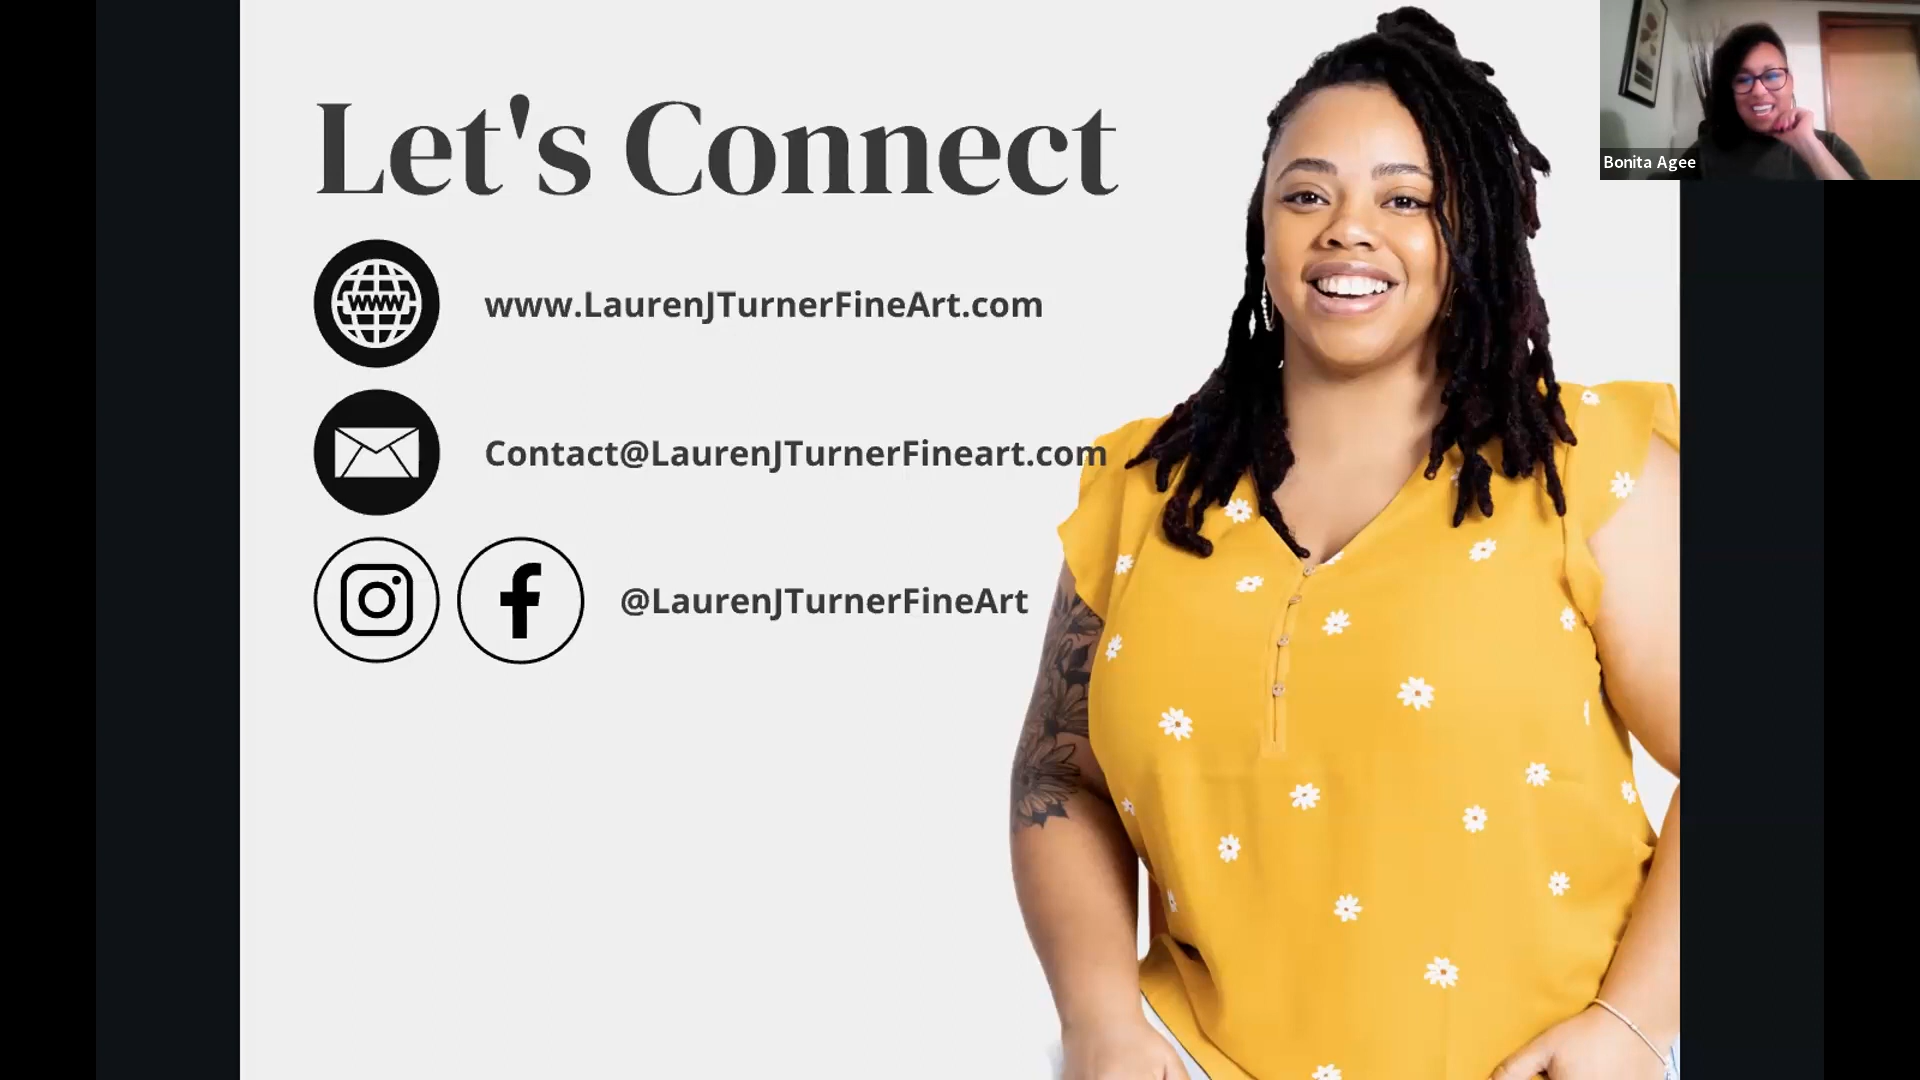 Let's Connect
www
www.LaurenJTurnerFineArt.com
Contact@LaurenJTurnerFineart.com
@LaurenJTurnerFineArt
Bonita Agee